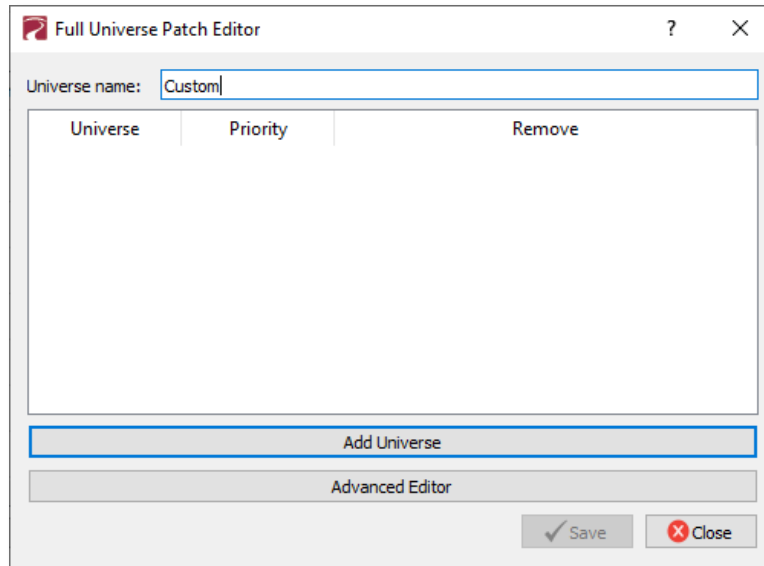 Full Universe Patch Editor ?
Universe name: Custom
Universe Priority Remove
Add Universe
Advanced Editor
Save Close